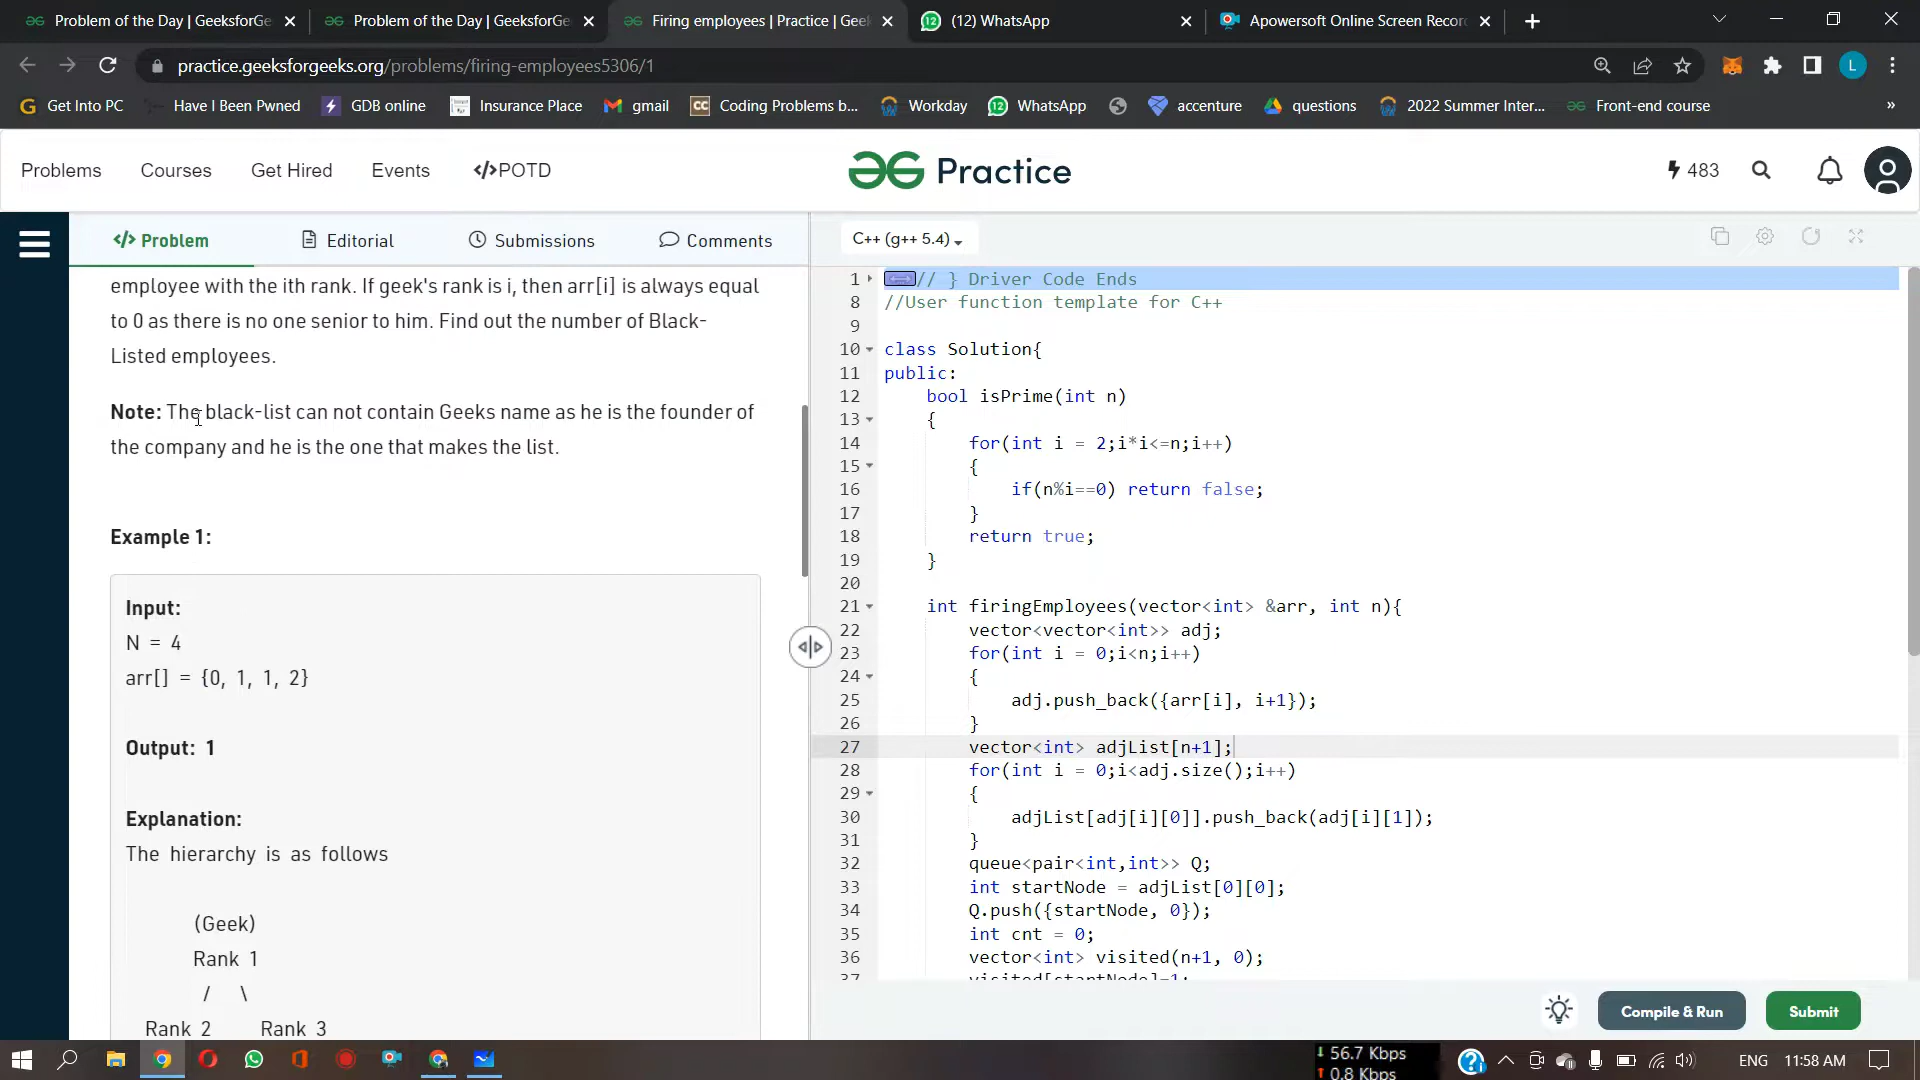 Problem of the Day | GeeksforGe
Problem of the Day | GeeksforGe
Firing employees | Practice | Geek
(12) WhatsApp
Apowersoft Online Screen Recor
practice.geeksforgeeks.org/problems/firing-employees5306/1
L
G Get Into PC
Have I Been Pwned
GDB online
Insurance Place
gmail
CC Coding Problems b...
Workday
12 WhatsApp
accenture
questions
2022 Summer Inter...
Front-end course
»
Problems
Courses
Get Hired
Events
</>POTD
Practice
483
</> Problem
Editorial
Submissions
Comments
employee with the ith rank. If geek's rank is i, then arr[i] is always equal
to 0 as there is no one senior to him. Find out the number of Black-
Listed employees.
Note: The black-list can not contain Geeks name as he is the founder of
the company and he is the one that makes the list.
Example 1:
Input:
N = 4
arr[] = {0, 1, 1, 2}
Output: 1
Explanation:
The hierarchy is as follows
(Geek)
Rank 1
/ \
Rank 2 Rank 3
C++ (g++ 5.4)
1 // } Driver Code Ends
8 //User function template for C++
9
10 class Solution{
11 public:
12 bool isPrime(int n)
13 {
14 for(int i = 2;i*i<=n;i++)
15 {
16 if(n%i==0) return false;
17 }
18 return true;
19 }
20
21 int firingEmployees(vector<int> &arr, int n){
22 vector<vector<int>> adj;
23 for(int i = 0;i<n;i++)
24 {
25 adj.push_back({arr[i], i+1});
26 }
27 vector<int> adjList[n+1];
28 for(int i = 0;i<adj.size();i++)
29 {
30 adjList[adj[i][0]].push_back(adj[i][1]);
31 }
32 queue<pair<int,int>> Q;
33 int startNode = adjList[0][0];
34 Q.push({startNode, 0});
35 int cnt = 0;
36 vector<int> visited(n+1, 0);
37 visited[startNode]=1;
Compile & Run
Submit
56.7 Kbps
0.8 Kbps
ENG
11:58 AM